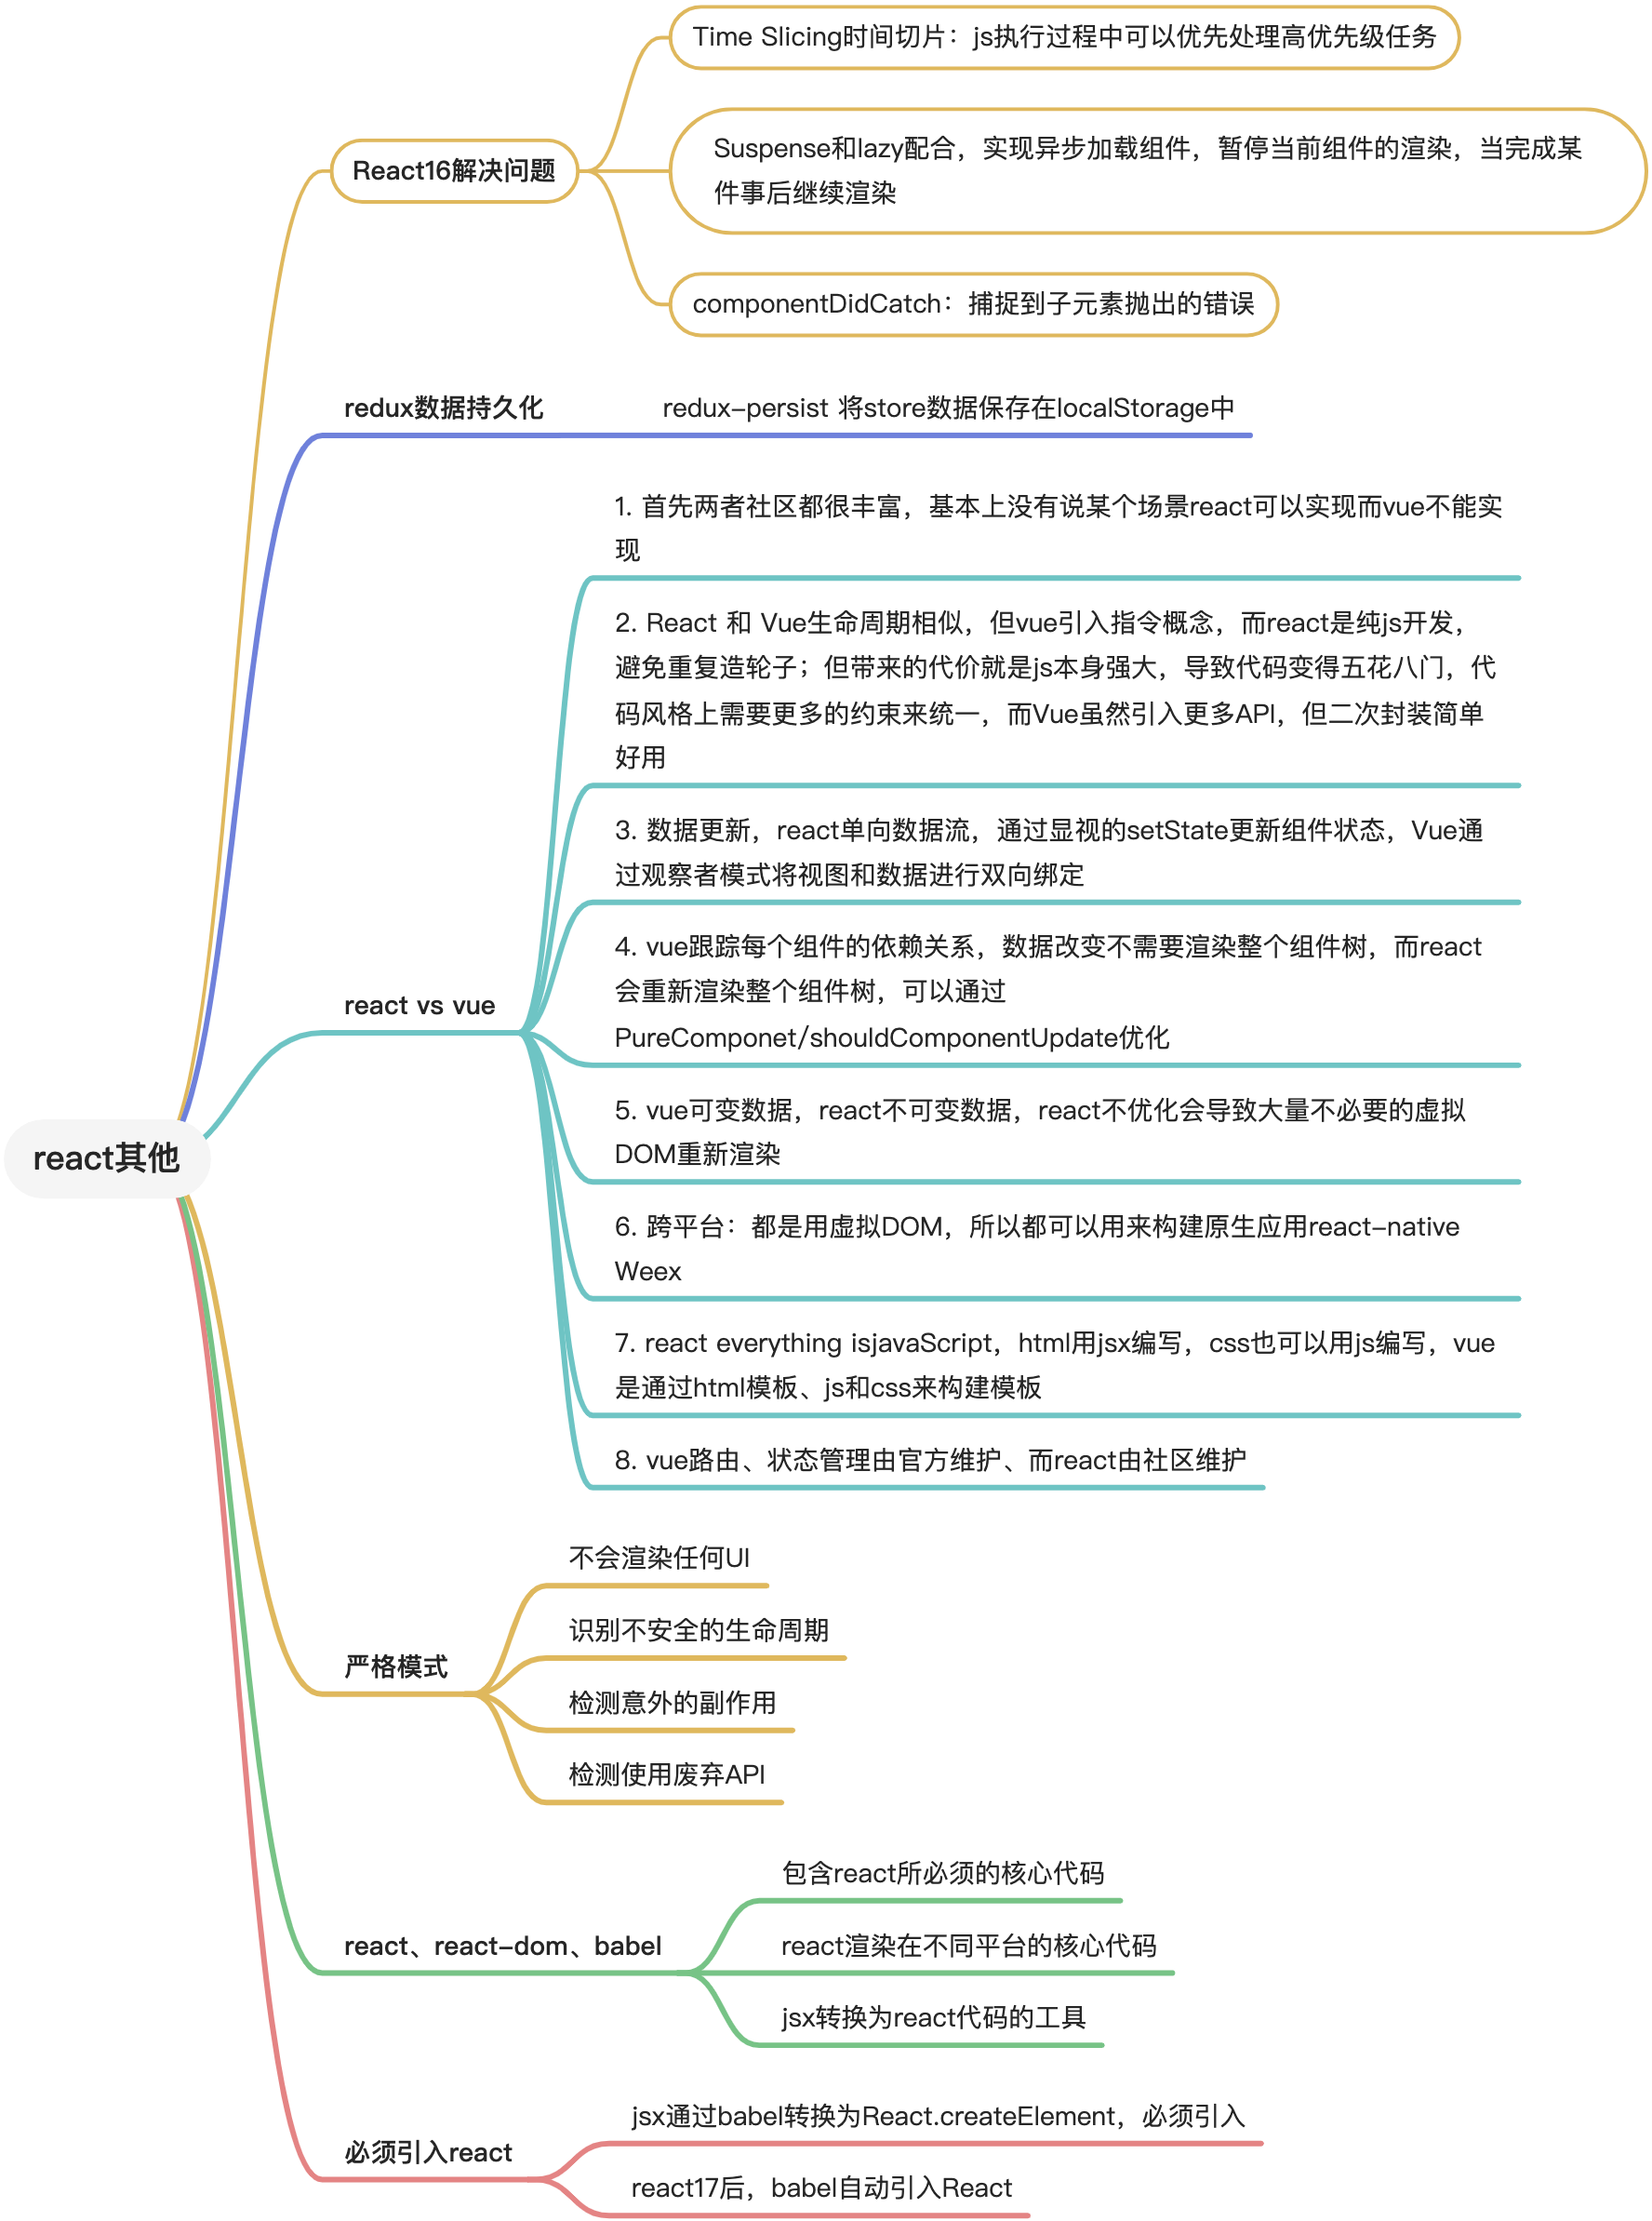 Time Slicing时间切片：js执行过程中可以优先处理高优先级任务
React16解决问题
Suspense和lazy配合，实现异步加载组件，暂停当前组件的渲染，当完成某
件事后继续渲染
componentDidCatch：捕捉到子元素抛出的错误
redux数据持久化
redux-persist 将store数据保存在localStorage中
1. 首先两者社区都很丰富，基本上没有说某个场景react可以实现而vue不能实
现
2. React 和 Vue生命周期相似，但vue引入指令概念，而react是纯js开发，
避免重复造轮子；但带来的代价就是js本身强大，导致代码变得五花八门，代
码风格上需要更多的约束来统一，而Vue虽然引入更多API，但二次封装简单
好用
3. 数据更新，react单向数据流，通过显视的setState更新组件状态，Vue通
过观察者模式将视图和数据进行双向绑定
react vs vue
4. vue跟踪每个组件的依赖关系，数据改变不需要渲染整个组件树，而react
会重新渲染整个组件树，可以通过
PureComponet/shouldComponentUpdate优化
react其他
5. vue可变数据，react不可变数据，react不优化会导致大量不必要的虚拟
DOM重新渲染
6. 跨平台：都是用虚拟DOM，所以都可以用来构建原生应用react-native
Weex
7. react everything isjavaScript，html用jsx编写，css也可以用js编写，vue
是通过html模板、js和css来构建模板
8. vue路由、状态管理由官方维护、而react由社区维护
严格模式
不会渲染任何UI
识别不安全的生命周期
检测意外的副作用
检测使用废弃API
react、react-dom、babel
包含react所必须的核心代码
react渲染在不同平台的核心代码
jsx转换为react代码的工具
必须引入react
jsx通过babel转换为React.createElement，必须引入
react17后，babel自动引入React